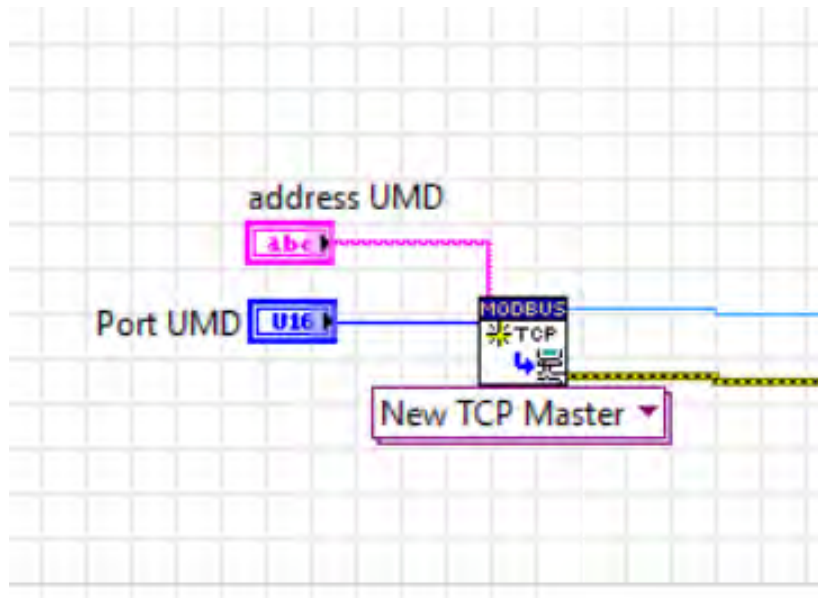 address UMD
abc
Port UMD
U16
MODBUS
TCP
New TCP Master